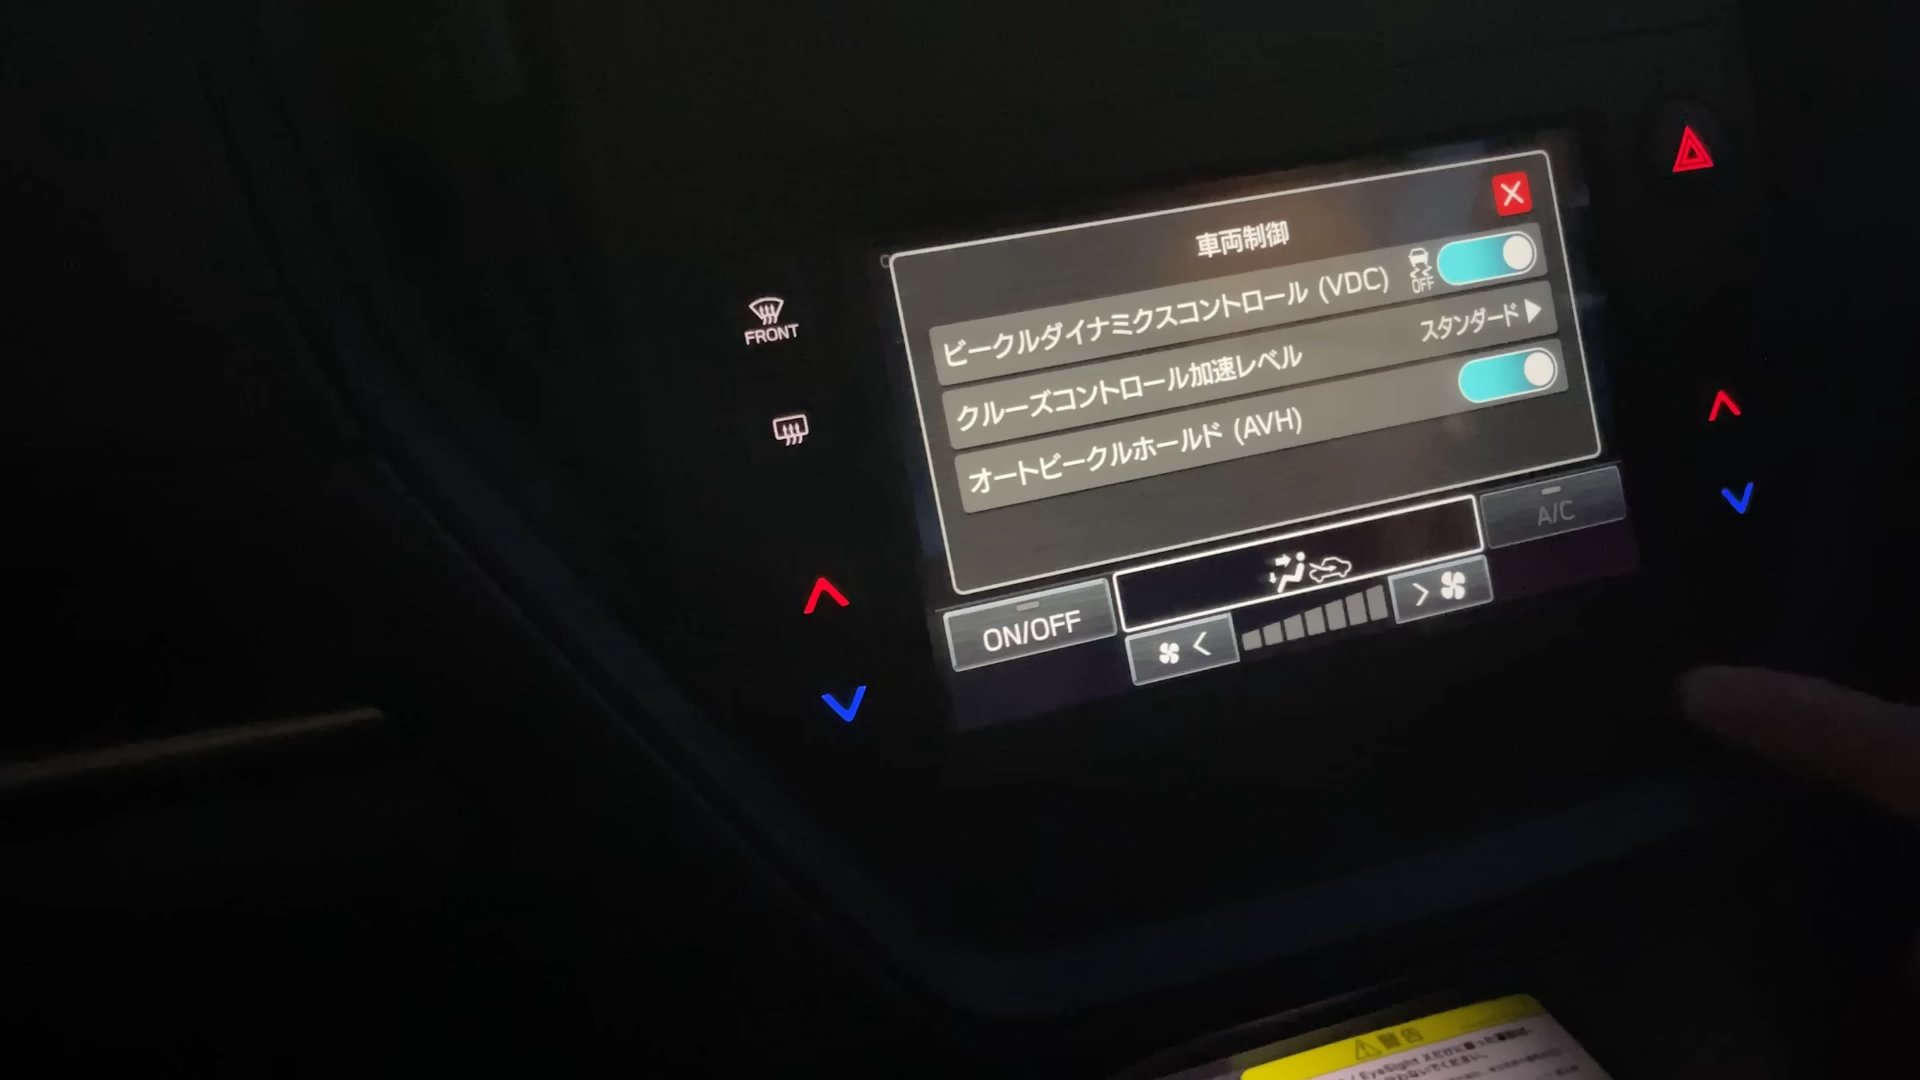 車両制御
ビークルダイナミクスコントロール (VDC)
OFF
クルーズコントロール加速レベル
スタンダード
オートビークルホールド (AVH)
FRONT
A/C
ON/OFF
警告
EyeSight